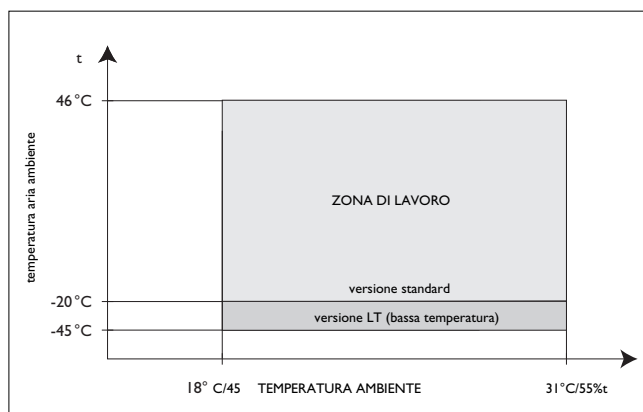 t
46°C
temperatura aria ambiente
ZONA DI LAVORO
versione standard
-20°C
versione LT (bassa temperatura)
-45°C
18° C/45 TEMPERATURA AMBIENTE 31°C/55%t